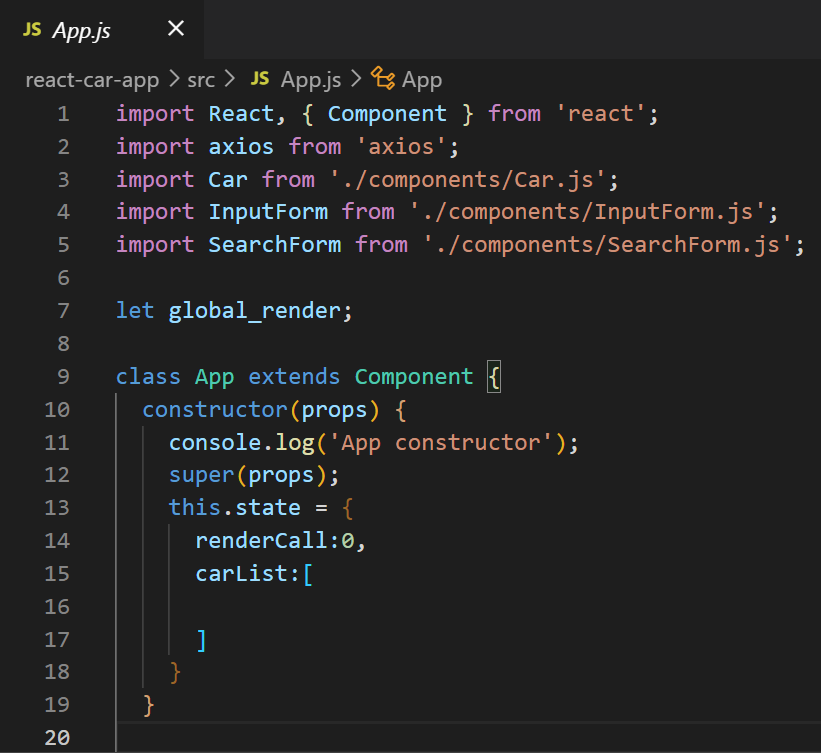 JS App.js ×
react-car-app > src > JS App.js > App
1 import React, { Component } from 'react';
2 import axios from 'axios';
3 import Car from './components/Car.js';
4 import InputForm from './components/InputForm.js';
5 import SearchForm from './components/SearchForm.js';
6
7 let global_render;
8
9 class App extends Component {
10   constructor(props) {
11     console.log('App constructor');
12     super(props);
13     this.state = {
14       renderCall:0,
15       carList:[
16
17       ]
18     }
19   }
20